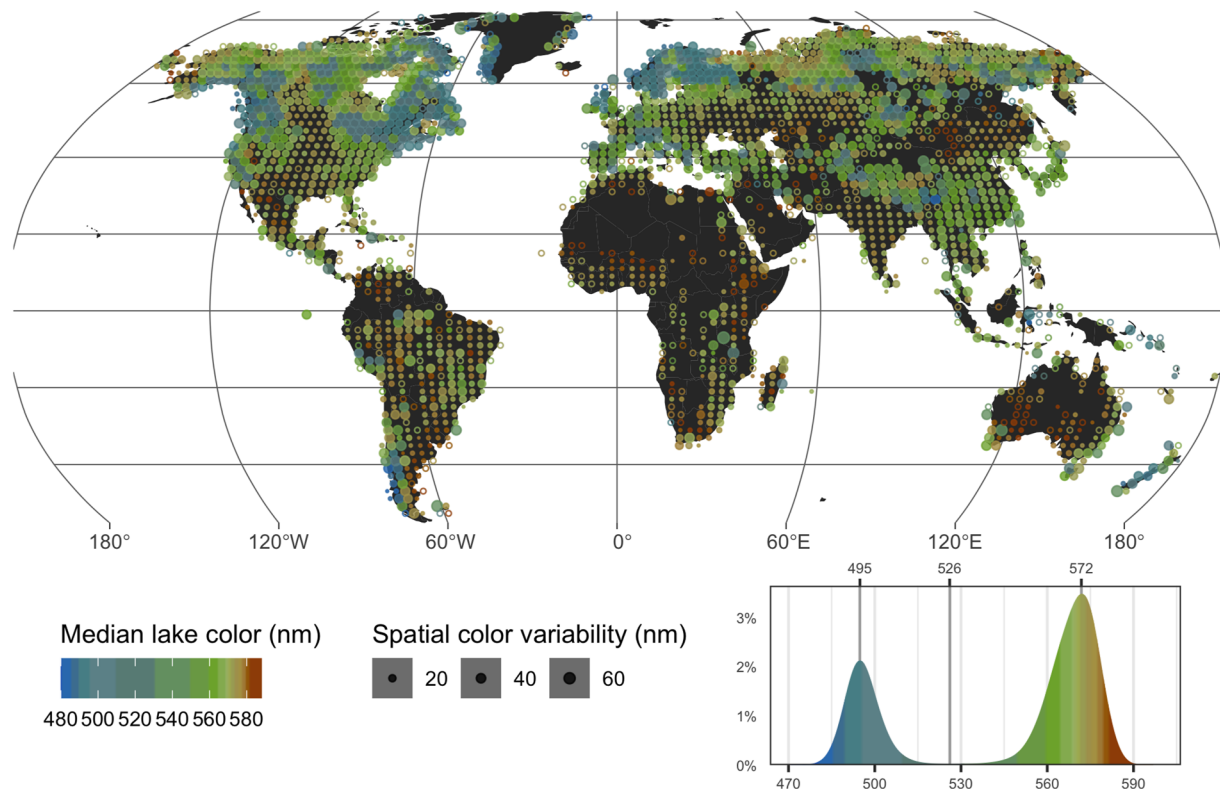 180° 120°W 60°W 0° 60°E 120°E 180°
495 526 572
Median lake color (nm)
480 500 520 540 560 580
Spatial color variability (nm)
20 40 60
3%
2%
1%
0%
470 500 530 560 590